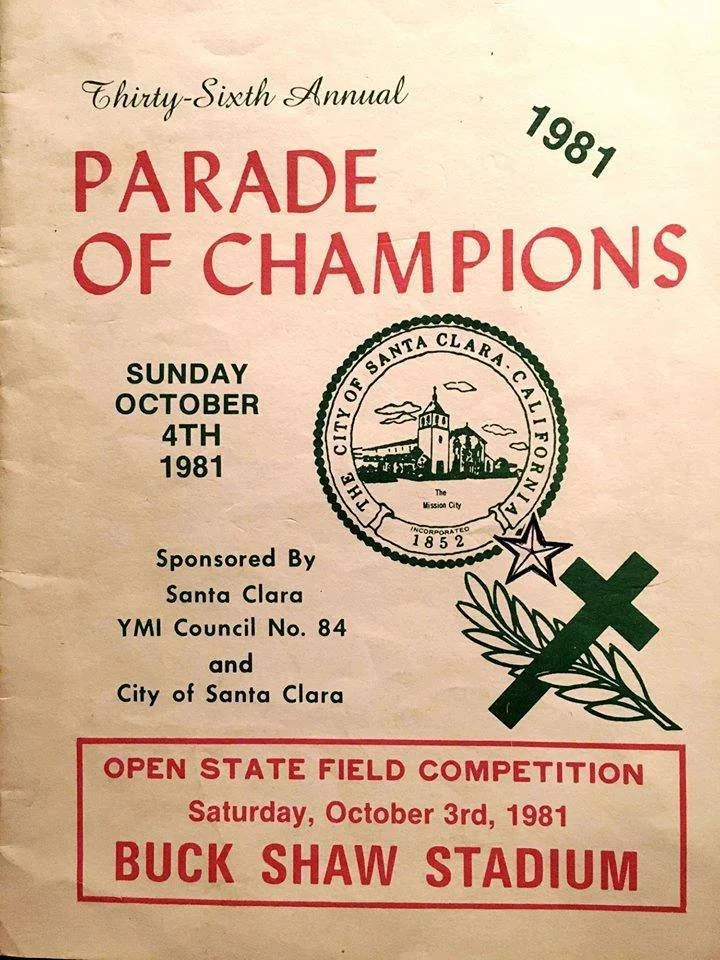 Thirty-Sixth Annual
1981
PARADE
OF CHAMPIONS
SUNDAY
OCTOBER
4TH
1981
THE CITY OF SANTA CLARA · CALIFORNIA
The
Mission City
INCORPORATED
1852
Sponsored By
Santa Clara
YMI Council No. 84
and
City of Santa Clara
OPEN STATE FIELD COMPETITION
Saturday, October 3rd, 1981
BUCK SHAW STADIUM